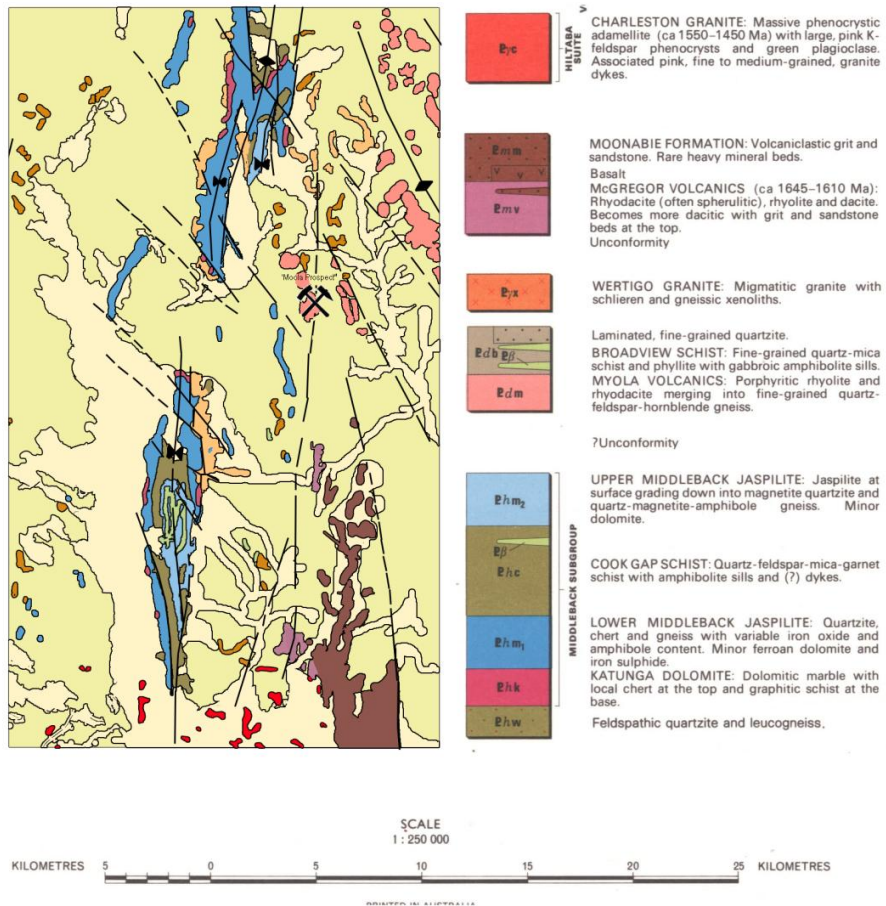 "Moola Prospect"
HILTABA SUITE
CHARLESTON GRANITE: Massive phenocrystic
adamellite (ca 1550–1450 Ma) with large, pink K-
feldspar phenocrysts and green plagioclase.
Associated pink, fine to medium-grained, granite
dykes.
MOONABIE FORMATION: Volcaniclastic grit and
sandstone. Rare heavy mineral beds.
Basalt
McGREGOR VOLCANICS (ca 1645–1610 Ma):
Rhyodacite (often spherulitic), rhyolite and dacite.
Becomes more dacitic with grit and sandstone
beds at the top.
Unconformity
WERTIGO GRANITE: Migmatitic granite with
schlieren and gneissic xenoliths.
Laminated, fine-grained quartzite.
BROADVIEW SCHIST: Fine-grained quartz-mica
schist and phyllite with gabbroic amphibolite sills.
MYOLA VOLCANICS: Porphyritic rhyolite and
rhyodacite merging into fine-grained quartz-
feldspar-hornblende gneiss.
?Unconformity
MIDDLEBACK SUBGROUP
UPPER MIDDLEBACK JASPILITE: Jaspilite at
surface grading down into magnetite quartzite and
quartz-magnetite-amphibole gneiss. Minor
dolomite.
COOK GAP SCHIST: Quartz-feldspar-mica-garnet
schist with amphibolite sills and (?) dykes.
LOWER MIDDLEBACK JASPILITE: Quartzite,
chert and gneiss with variable iron oxide and
amphibole content. Minor ferroan dolomite and
iron sulphide.
KATUNGA DOLOMITE: Dolomitic marble with
local chert at the top and graphitic schist at the
base.
Feldspathic quartzite and leucogneiss.
SCALE
1 : 250 000
KILOMETRES 5 0 5 10 15 20 25 KILOMETRES
PRINTED IN AUSTRALIA